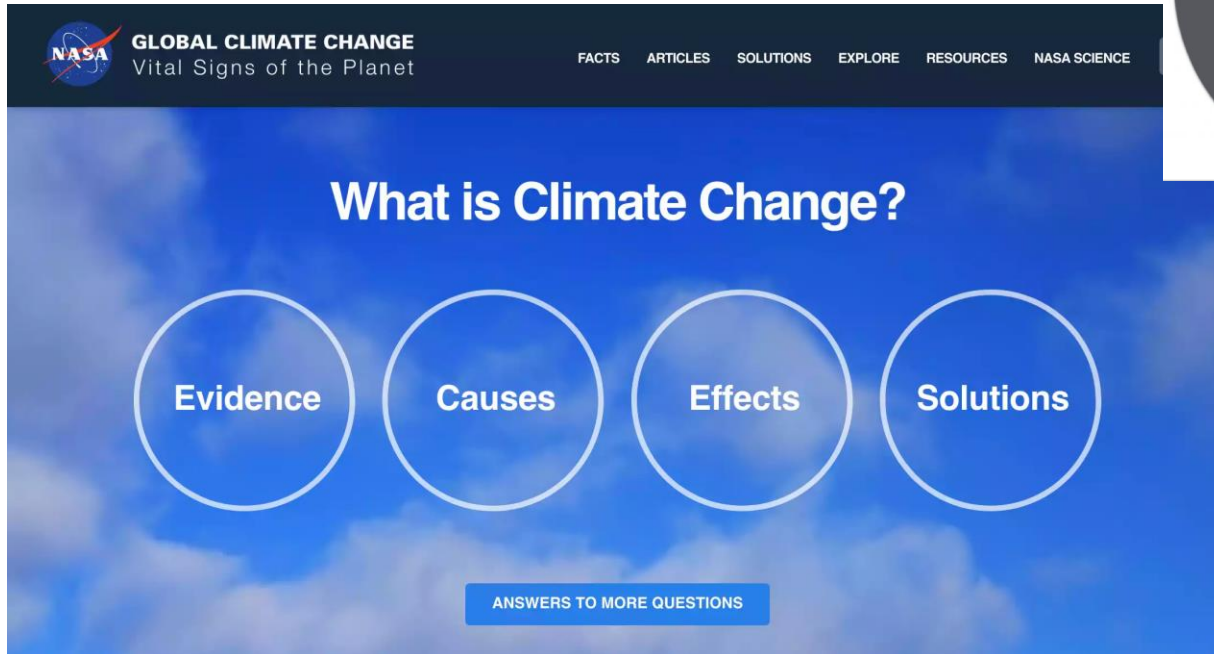 NASA
GLOBAL CLIMATE CHANGE
Vital Signs of the Planet
FACTS ARTICLES SOLUTIONS EXPLORE RESOURCES NASA SCIENCE
What is Climate Change?
Evidence Causes Effects Solutions
ANSWERS TO MORE QUESTIONS